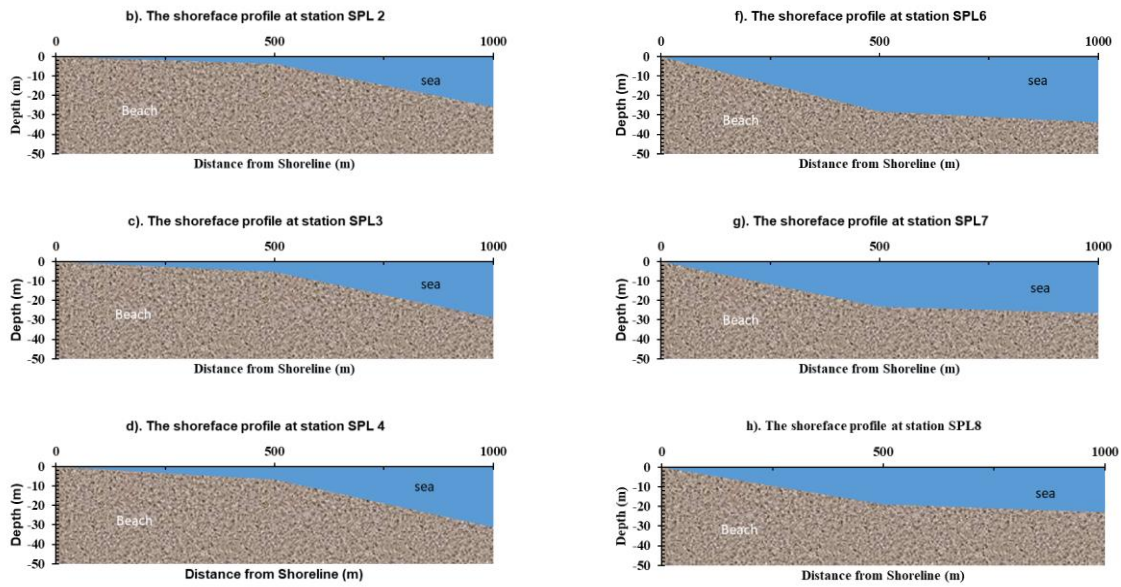 b). The shoreface profile at station SPL 2
0 500 1000
0
-10
-20
-30
-40
-50
Depth (m)
sea
Beach
Distance from Shoreline (m)
c). The shoreface profile at station SPL3
0 500 1000
0
-10
-20
-30
-40
-50
Depth (m)
sea
Beach
Distance from Shoreline (m)
d). The shoreface profile at station SPL 4
0 500 1000
0
-10
-20
-30
-40
-50
Depth (m)
sea
Beach
Distance from Shoreline (m)
f). The shoreface profile at station SPL6
0 500 1000
0
-10
-20
-30
-40
-50
Depth (m)
sea
Beach
Distance from Shoreline (m)
g). The shoreface profile at station SPL7
0 500 1000
0
-10
-20
-30
-40
-50
Depth (m)
sea
Beach
Distance from Shoreline (m)
h). The shoreface profile at station SPL8
0 500 1000
0
-10
-20
-30
-40
-50
Depth (m)
sea
Beach
Distance from Shoreline (m)